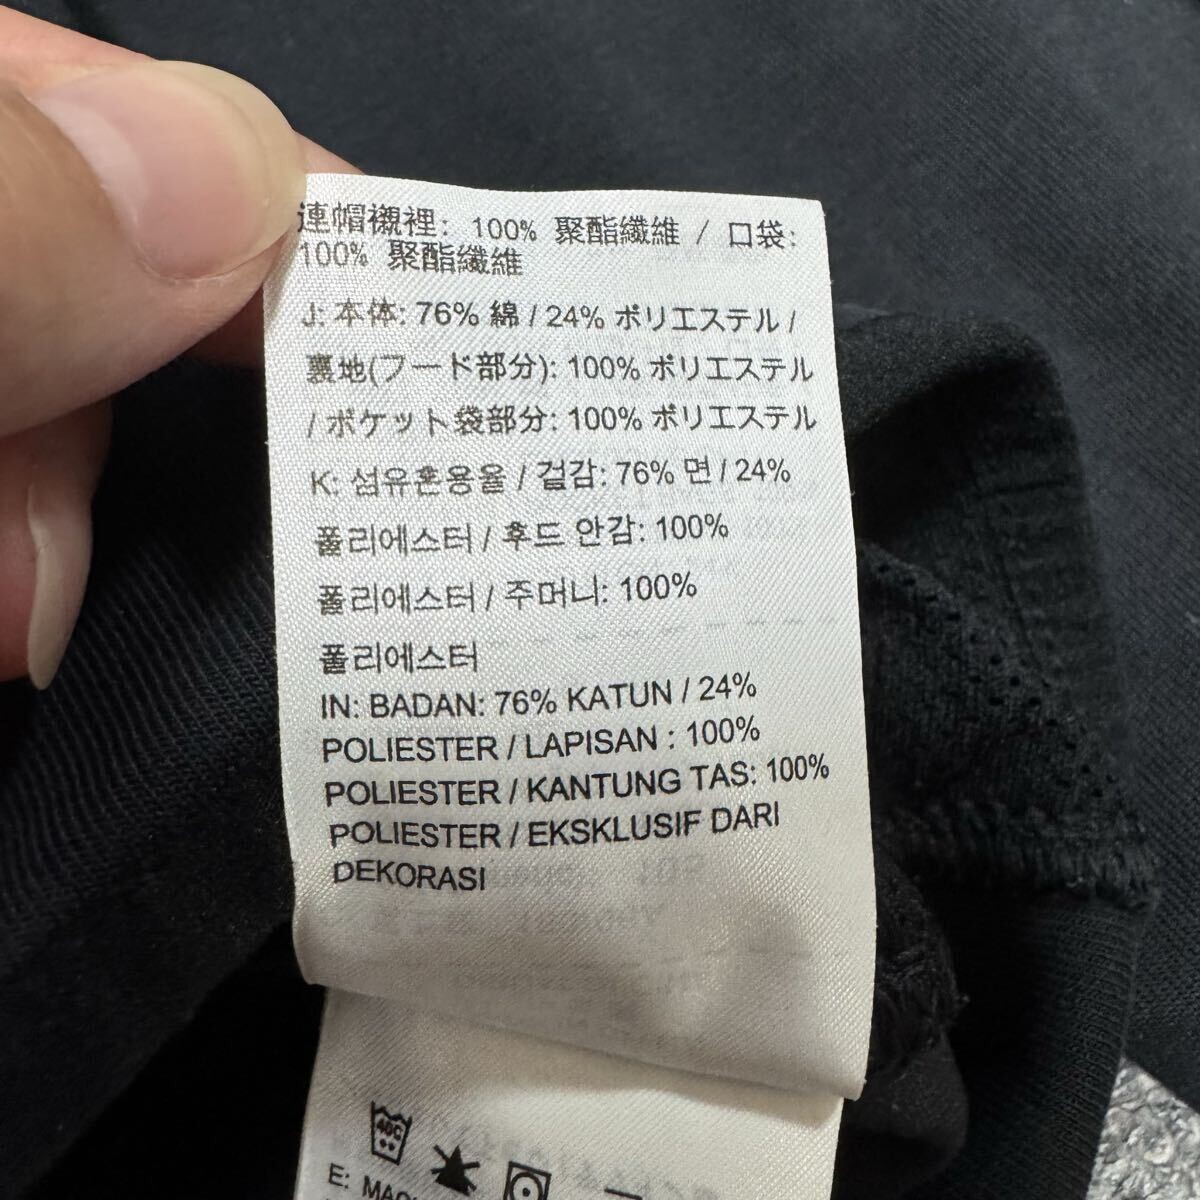 連帽襯裡: 100% 聚酯纖維 / 口袋:
100% 聚酯纖維
J: 本体: 76% 綿 / 24% ポリエステル /
裏地(フード部分): 100% ポリエステル
/ ポケット袋部分: 100% ポリエステル
K: 섬유혼용율 / 겉감: 76% 면 / 24%
폴리에스터 / 후드 안감: 100%
폴리에스터 / 주머니: 100%
폴리에스터
IN: BADAN: 76% KATUN / 24%
POLIESTER / LAPISAN : 100%
POLIESTER / KANTUNG TAS: 100%
POLIESTER / EKSKLUSIF DARI
DEKORASI
40C
E: